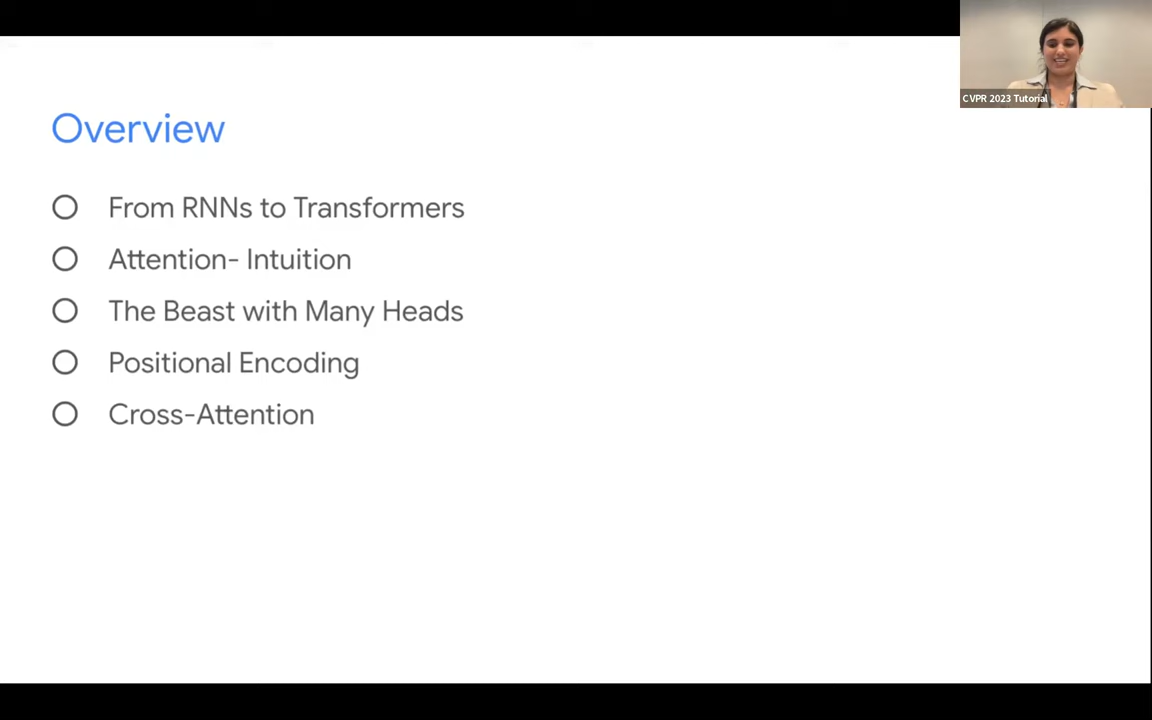 Overview
From RNNs to Transformers
Attention- Intuition
The Beast with Many Heads
Positional Encoding
Cross-Attention
CVPR 2023 Tutorial